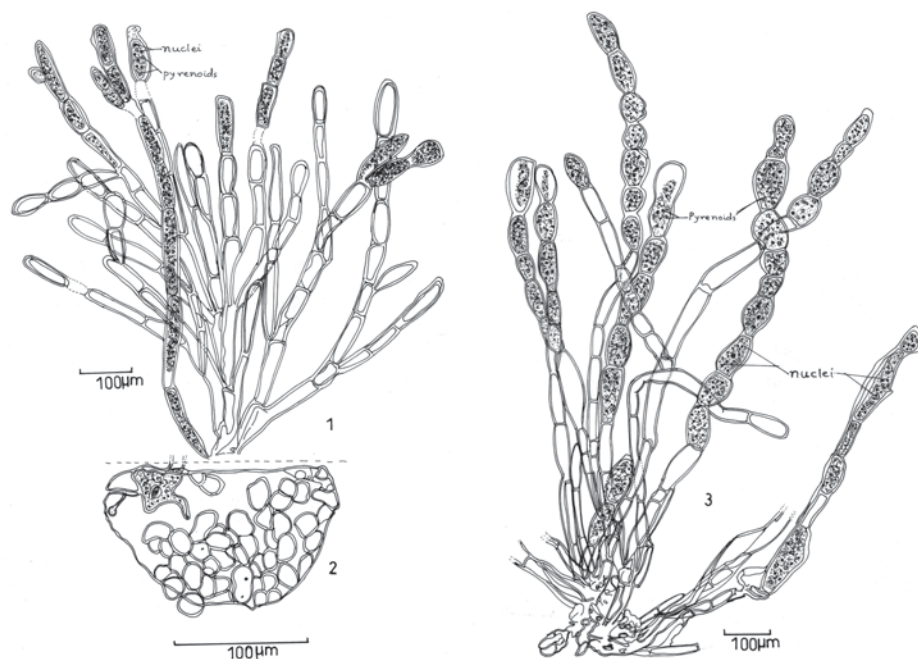 nuclei
pyrenoids
100μm
1
2
100μm
Pyrenoids
nuclei
3
100μm